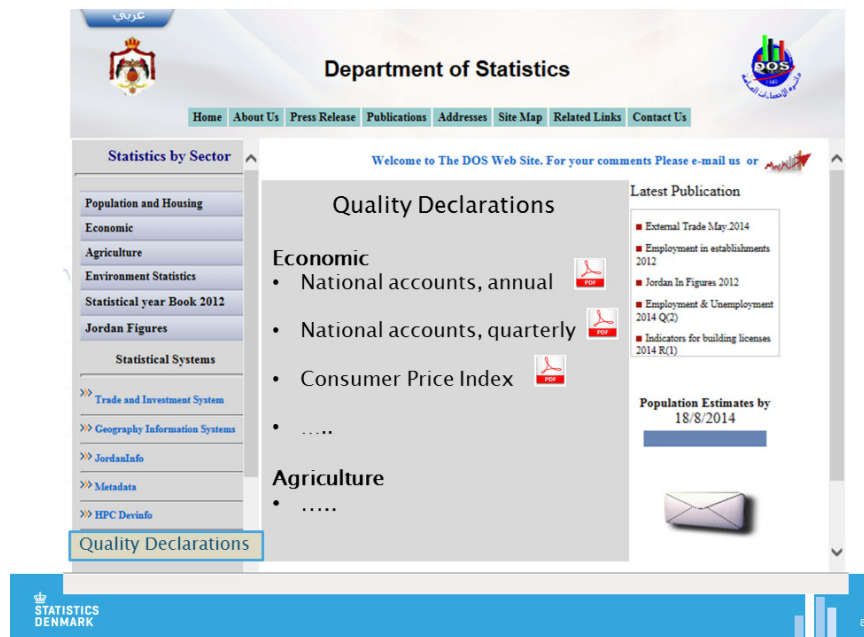 عربي
Department of Statistics
DOS
Home About Us Press Release Publications Addresses Site Map Related Links Contact Us
Statistics by Sector
Population and Housing
Economic
Agriculture
Environment Statistics
Statistical year Book 2012
Jordan Figures
Statistical Systems
Trade and Investment System
Geography Information Systems
JordanInfo
Metadata
HPC Devinfo
Quality Declarations
Welcome to The DOS Web Site. For your comments Please e-mail us or
Quality Declarations
Economic
• National accounts, annual
PDF
• National accounts, quarterly
PDF
• Consumer Price Index
PDF
• …..
Agriculture
• …..
Latest Publication
External Trade May.2014
Employment in establishments
2012
Jordan In Figures 2012
Employment & Unemployment
2014 Q(2)
Indicators for building licenses
2014 R(1)
Population Estimates by
18/8/2014
STATISTICS
DENMARK